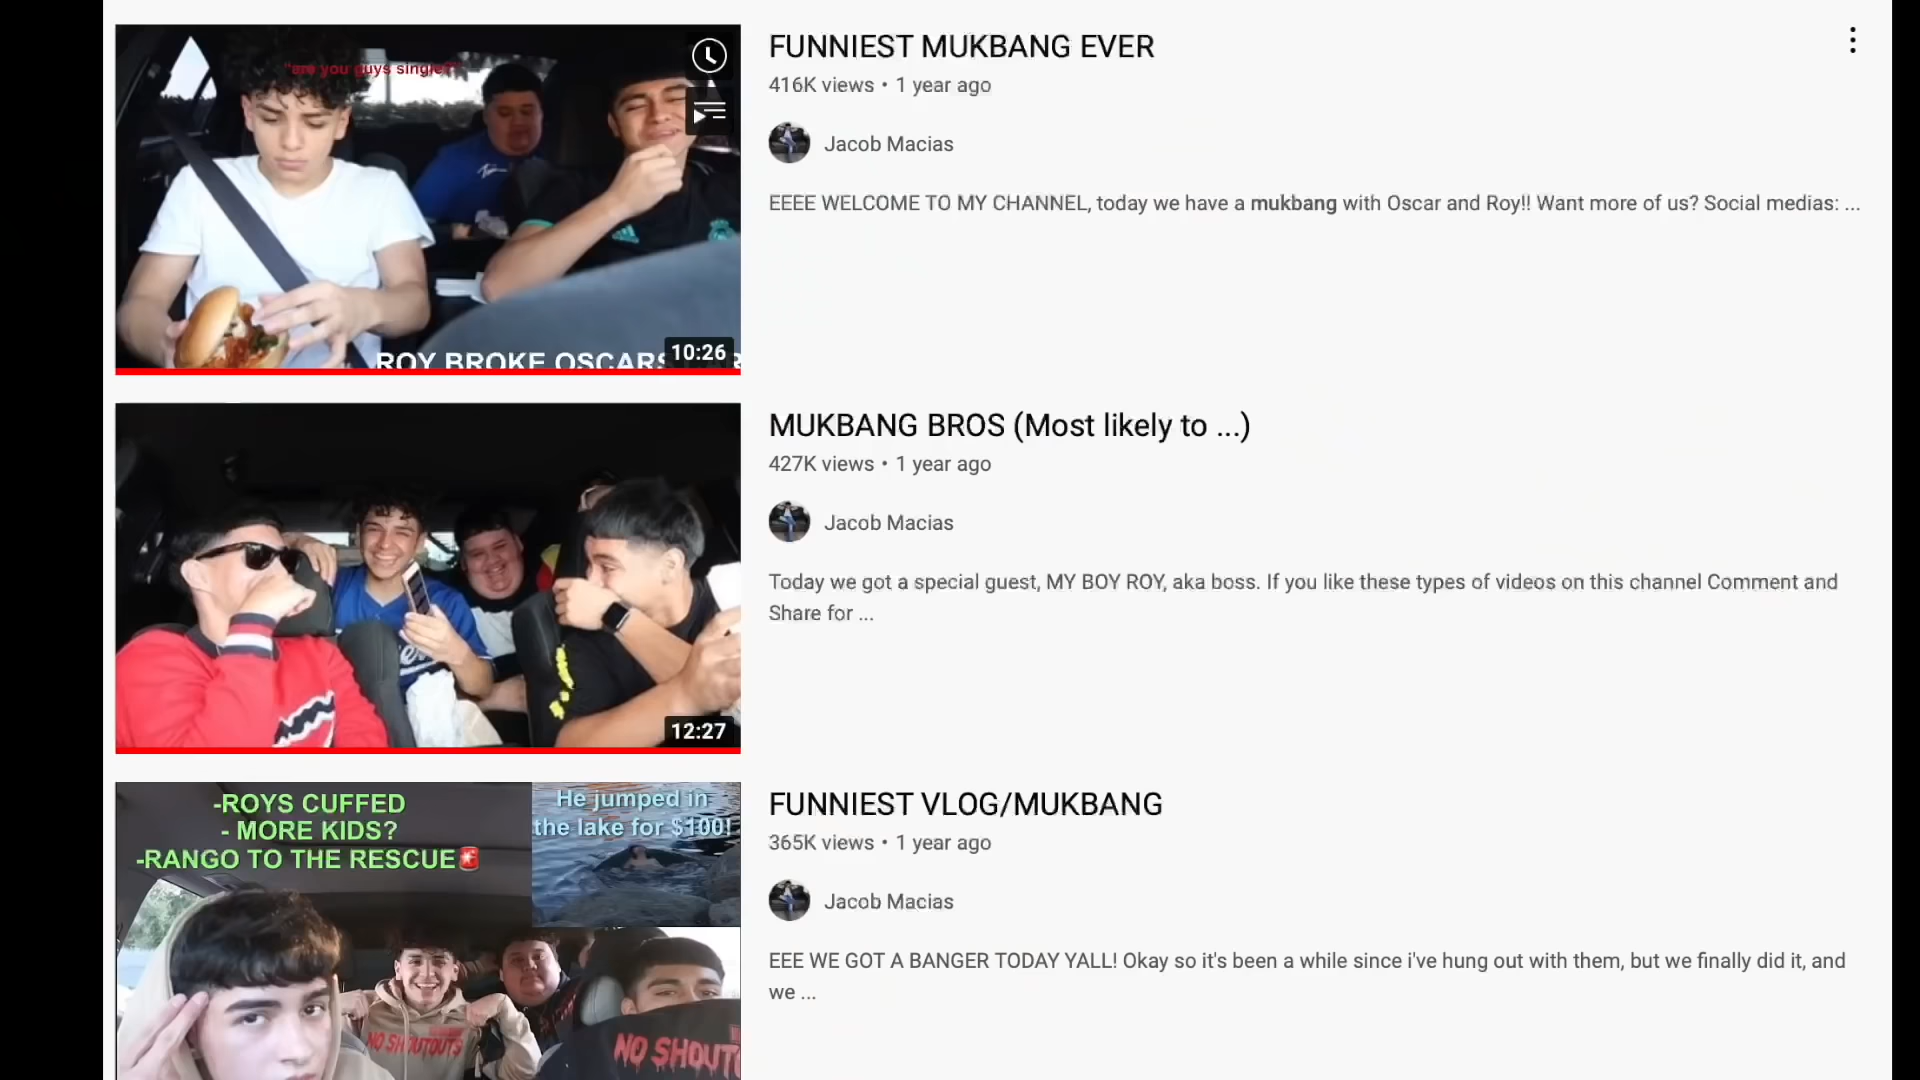 "are you guys single?"
ROY BROKE OSCARS
10:26
FUNNIEST MUKBANG EVER
416K views • 1 year ago
Jacob Macias
EEEE WELCOME TO MY CHANNEL, today we have a mukbang with Oscar and Roy!! Want more of us? Social medias: ...
12:27
MUKBANG BROS (Most likely to ...)
427K views • 1 year ago
Jacob Macias
Today we got a special guest, MY BOY ROY, aka boss. If you like these types of videos on this channel Comment and
Share for ...
-ROYS CUFFED
- MORE KIDS?
-RANGO TO THE RESCUE🚨
He jumped in
the lake for $100!
NO SHOUTOUTS
NO SHOUT
FUNNIEST VLOG/MUKBANG
365K views • 1 year ago
Jacob Macias
EEE WE GOT A BANGER TODAY YALL! Okay so it's been a while since i've hung out with them, but we finally did it, and
we ...